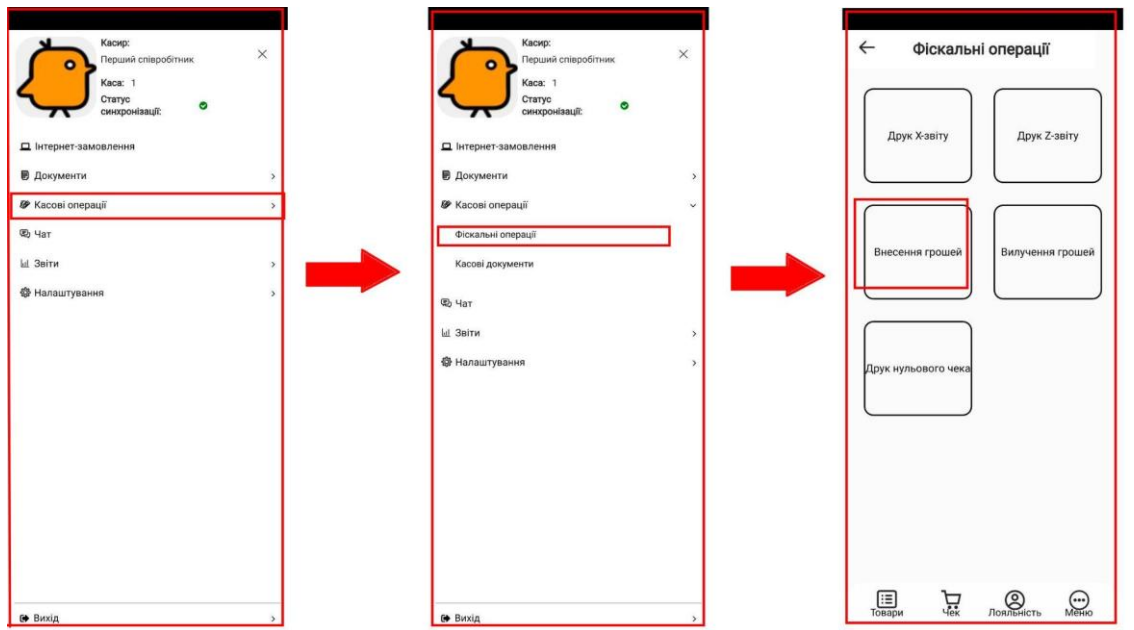 Касир:
Перший співробітник
Каса: 1
Статус
синхронізації:
Інтернет-замовлення
Документи
Касові операції
Чат
Звіти
Налаштування
Вихід
Касир:
Перший співробітник
Каса: 1
Статус
синхронізації:
Інтернет-замовлення
Документи
Касові операції
Фіскальні операції
Касові документи
Чат
Звіти
Налаштування
Вихід
Фіскальні операції
Друк X-звіту
Друк Z-звіту
Внесення грошей
Вилучення грошей
Друк нульового чека
Товари
Чек
Лояльність
Меню